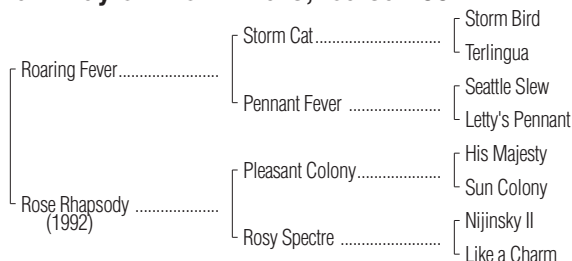 Storm Bird
Storm Cat
Terlingua
Roaring Fever
Seattle Slew
Pennant Fever
Letty's Pennant
His Majesty
Pleasant Colony
Sun Colony
Rose Rhapsody
(1992)
Nijinsky II
Rosy Spectre
Like a Charm